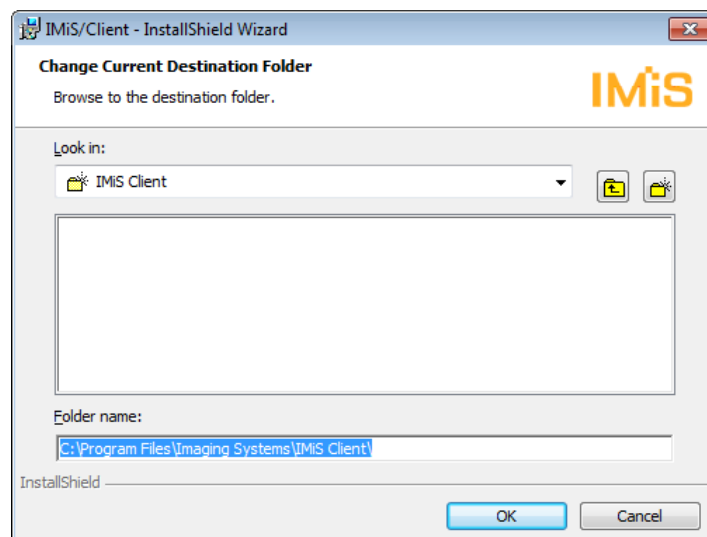 IMiS/Client - InstallShield Wizard
Change Current Destination Folder
Browse to the destination folder.
IMiS
Look in:
IMiS Client
Folder name:
C:\Program Files\Imaging Systems\IMiS Client\
InstallShield
OK
Cancel